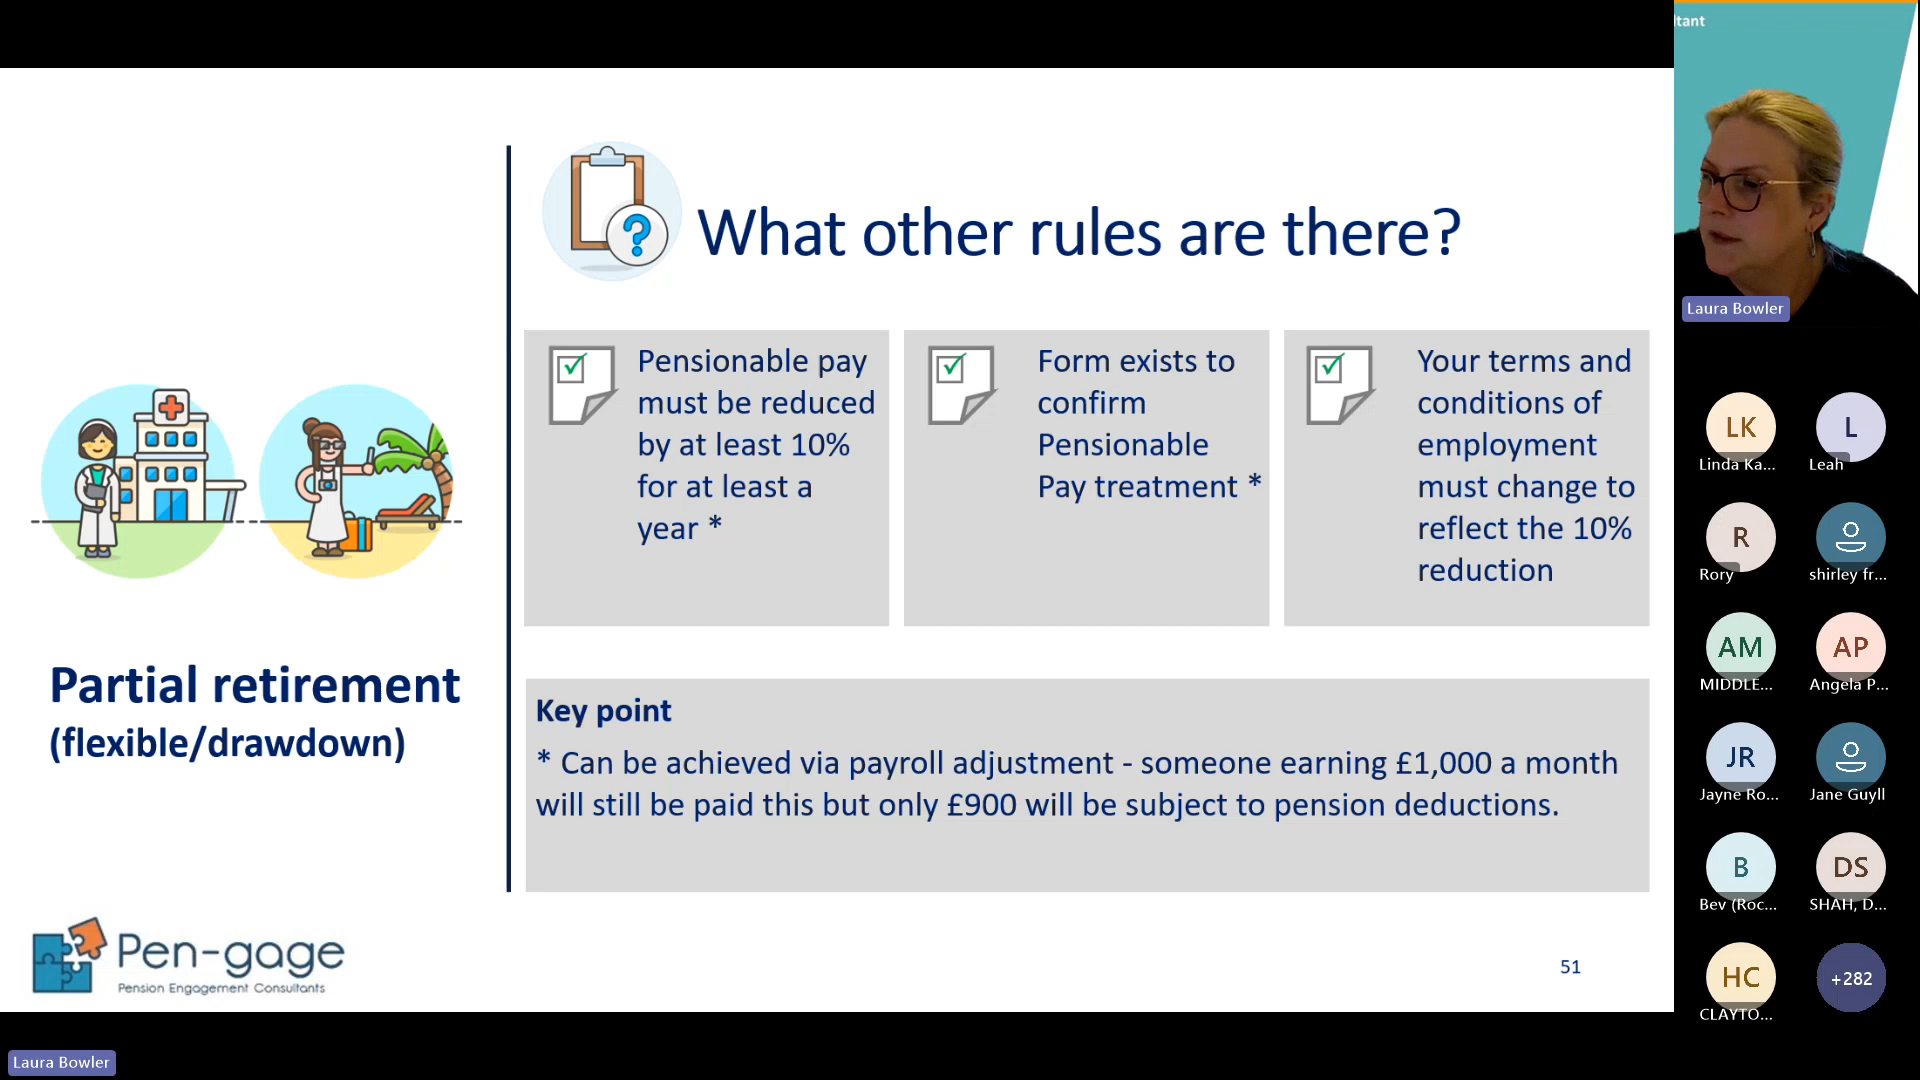 ltant
What other rules are there?
Pensionable pay
must be reduced
by at least 10%
for at least a
year *
Form exists to
confirm
Pensionable
Pay treatment *
Your terms and
conditions of
employment
must change to
reflect the 10%
reduction
Partial retirement
(flexible/drawdown)
Key point
* Can be achieved via payroll adjustment - someone earning £1,000 a month
will still be paid this but only £900 will be subject to pension deductions.
Pen-gage
Pension Engagement Consultants
51
Laura Bowler
LK
Linda Ka...
L
Leah
R
Rory
shirley fr...
AM
MIDDLE...
AP
Angela P...
JR
Jayne Ro...
Jane Guyll
B
Bev (Roc...
DS
SHAH, D...
HC
CLAYTO...
+282
Laura Bowler